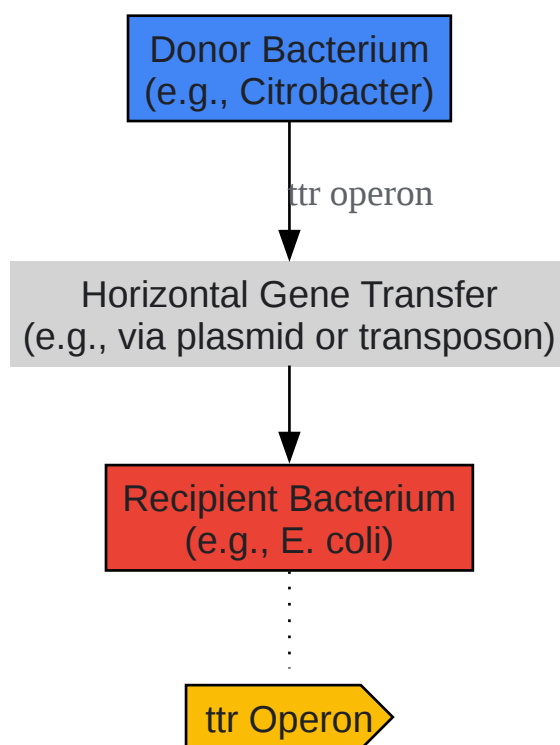 Donor Bacterium
(e.g., Citrobacter)
ttr operon
Horizontal Gene Transfer
(e.g., via plasmid or transposon)
Recipient Bacterium
(e.g., E. coli)
ttr Operon